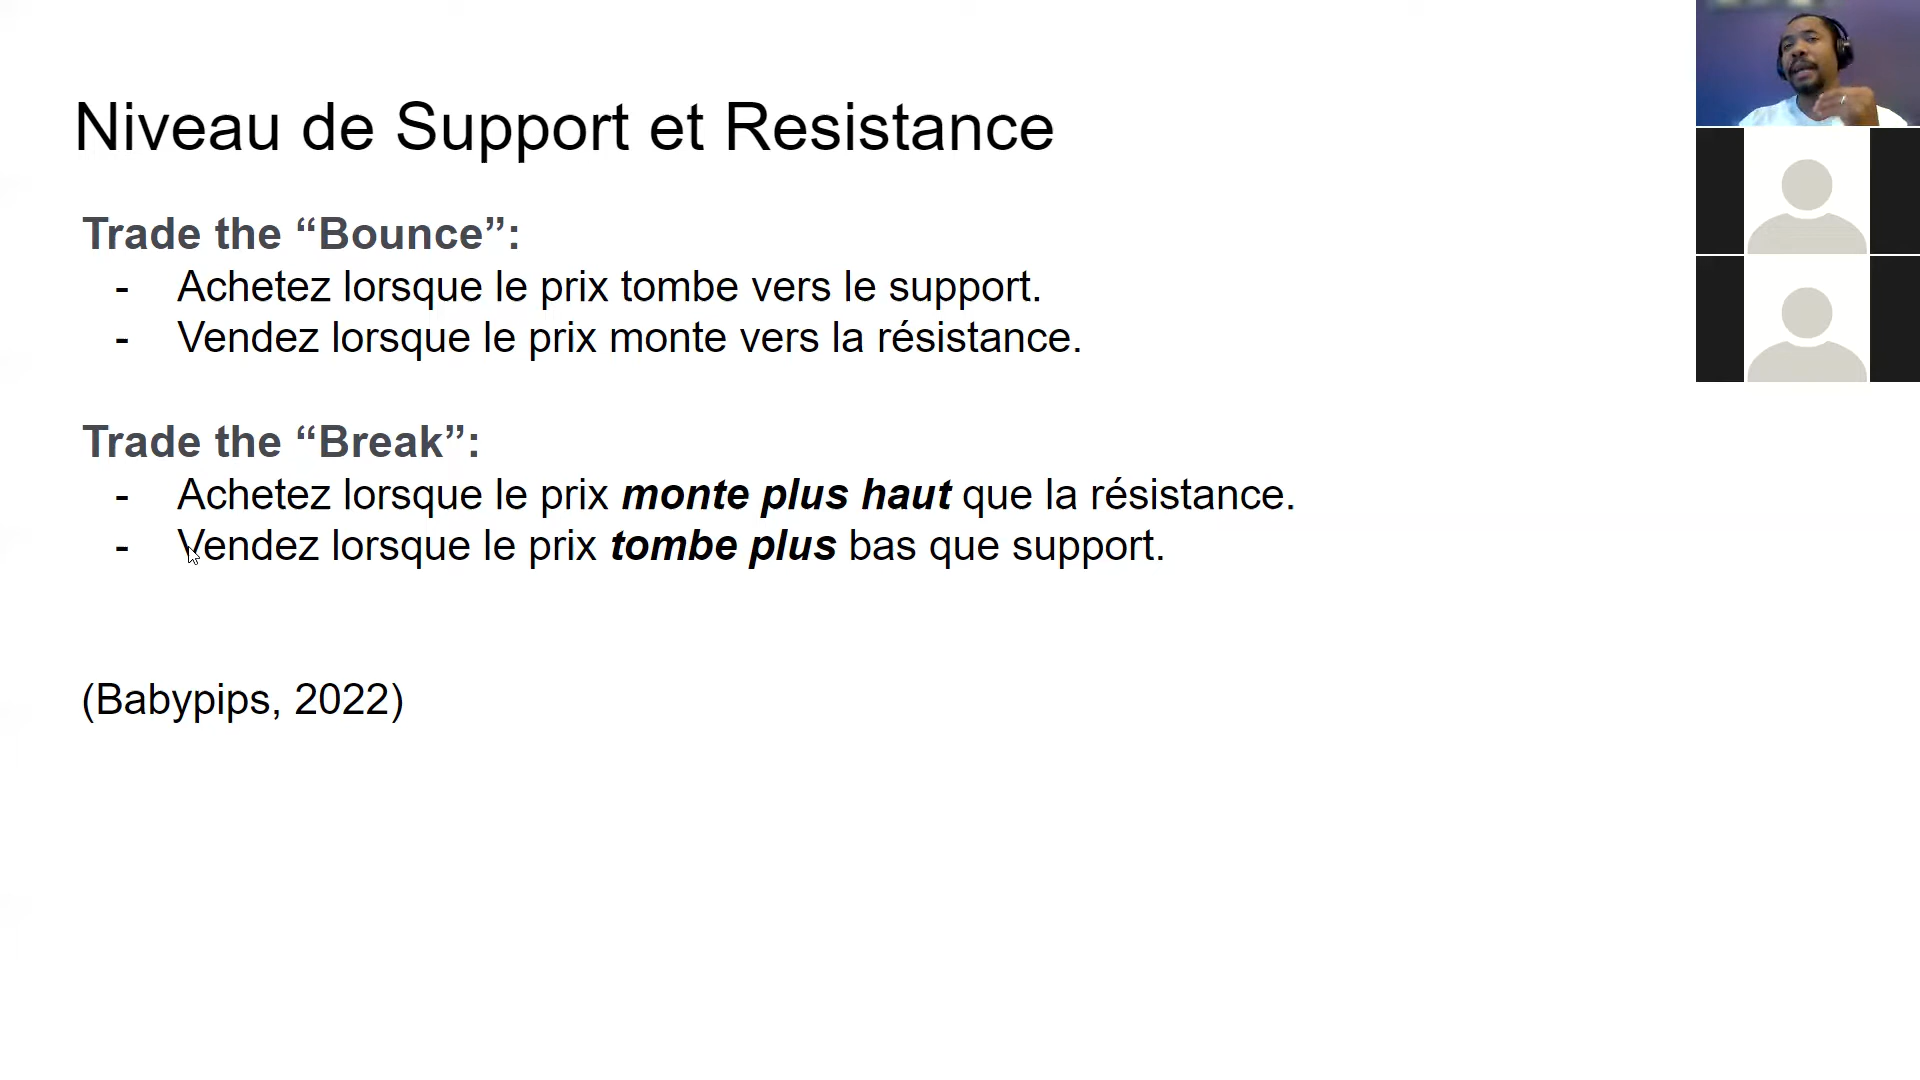 Niveau de Support et Resistance
Trade the “Bounce”:
- Achetez lorsque le prix tombe vers le support.
- Vendez lorsque le prix monte vers la résistance.
Trade the “Break”:
- Achetez lorsque le prix monte plus haut que la résistance.
- Vendez lorsque le prix tombe plus bas que support.
(Babypips, 2022)